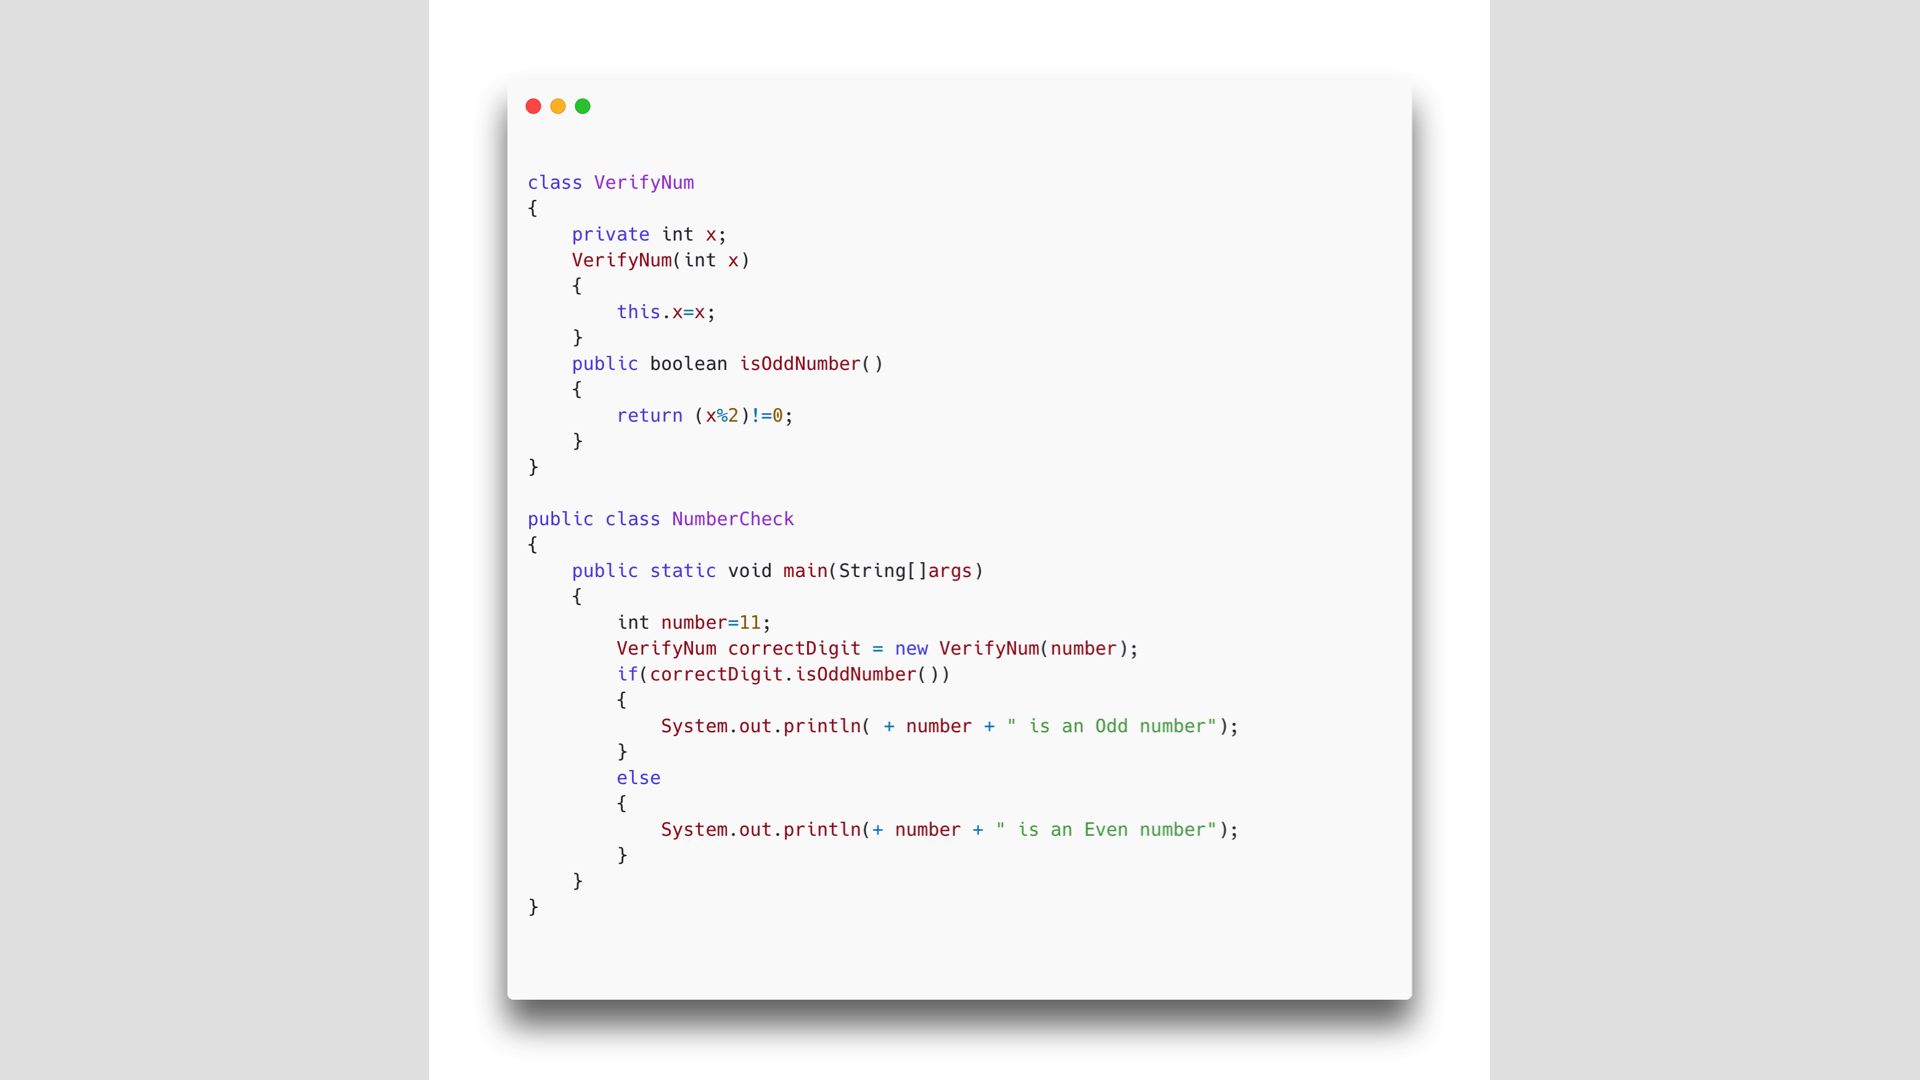 class VerifyNum
{
    private int x;
    VerifyNum(int x)
    {
        this.x=x;
    }
    public boolean isOddNumber()
    {
        return (x%2)!=0;
    }
}

public class NumberCheck
{
    public static void main(String[]args)
    {
        int number=11;
        VerifyNum correctDigit = new VerifyNum(number);
        if(correctDigit.isOddNumber())
        {
            System.out.println( + number + " is an Odd number");
        }
        else
        {
            System.out.println(+ number + " is an Even number");
        }
    }
}